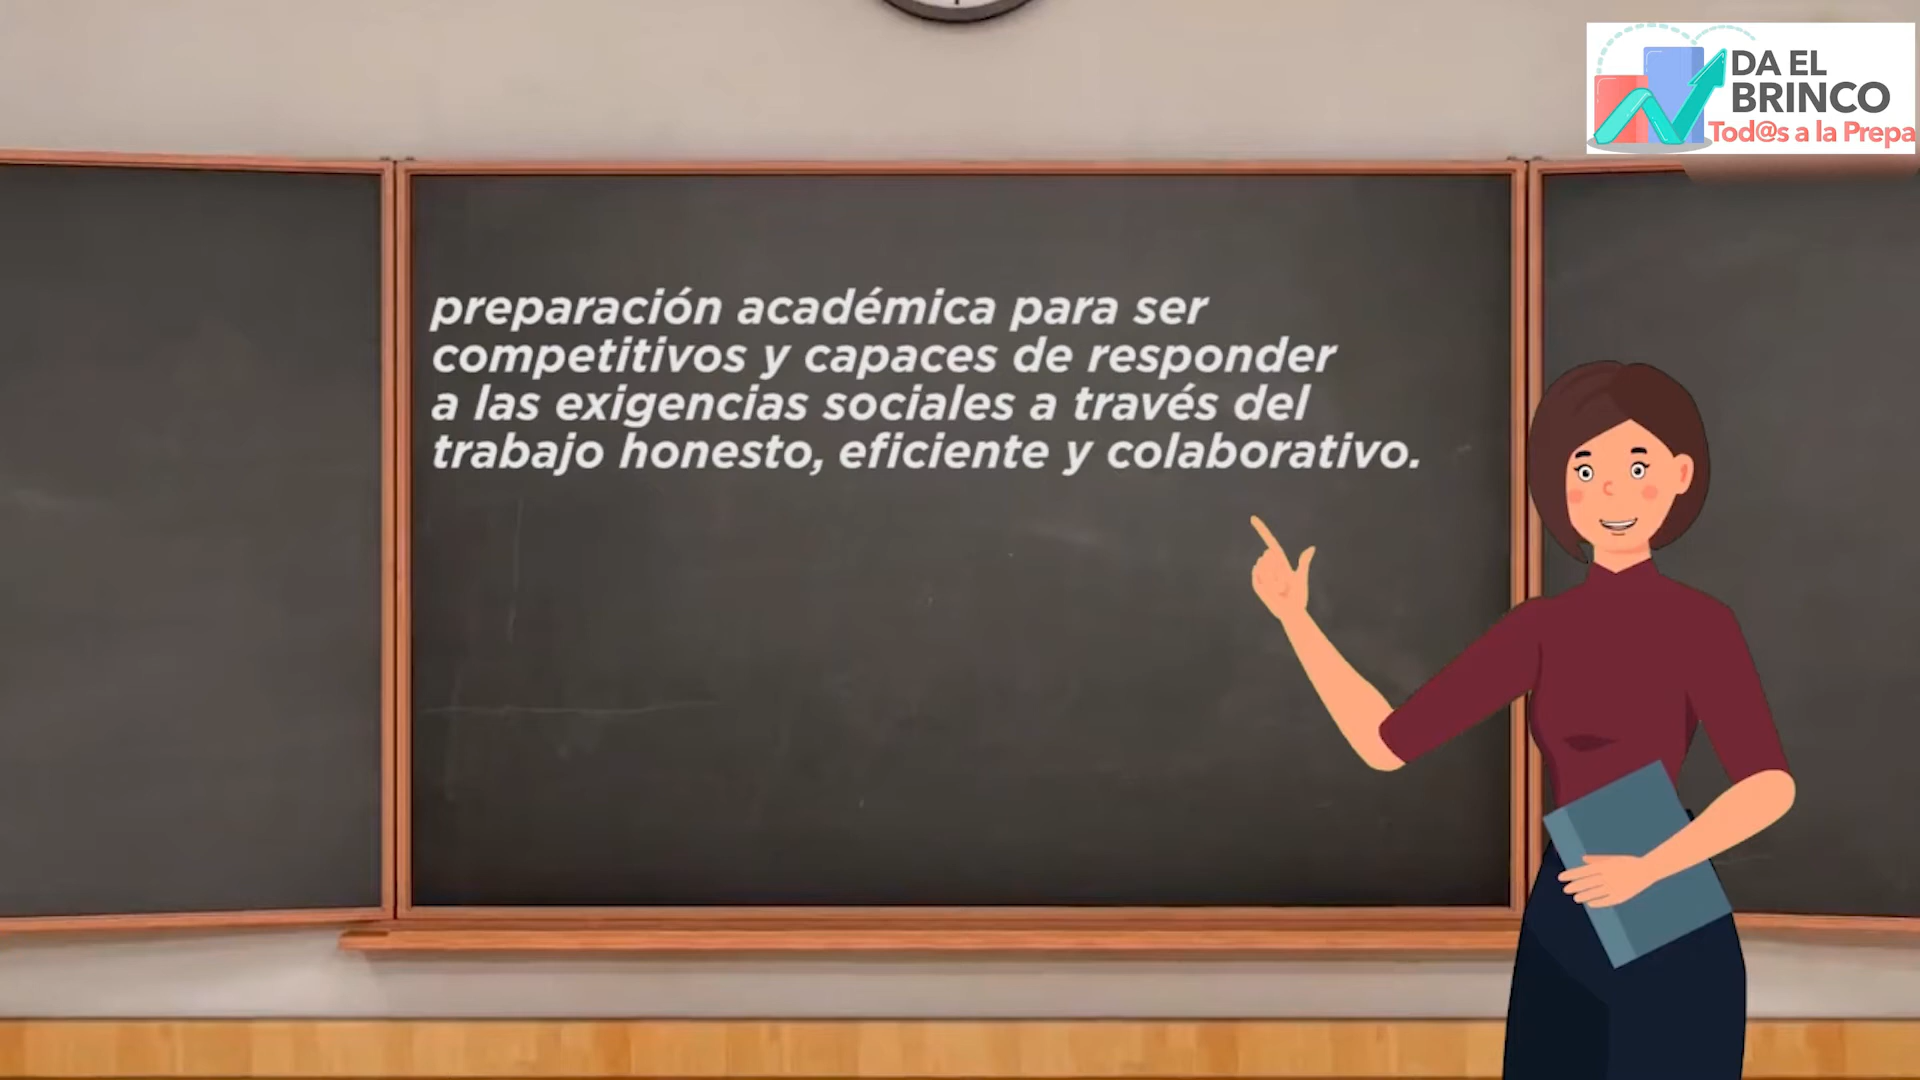 DA EL
BRINCO
Tod@s a la Prepa
preparación académica para ser
competitivos y capaces de responder
a las exigencias sociales a través del
trabajo honesto, eficiente y colaborativo.